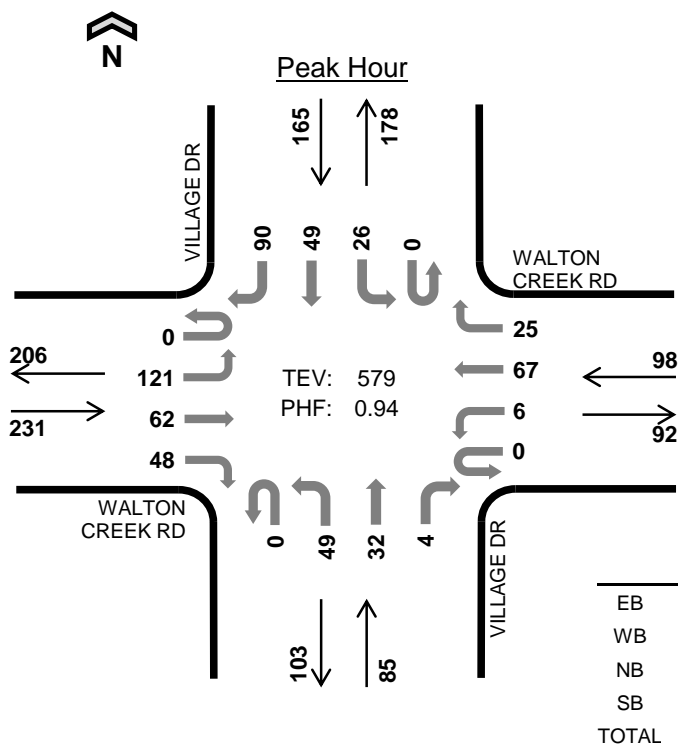 N
Peak Hour
165
178
VILLAGE DR
90
49
26
0
WALTON
CREEK RD
0
25
206
121
TEV: 579
67
98
231
62
PHF: 0.94
6
92
48
0
WALTON
CREEK RD
0
49
32
4
VILLAGE DR
103
85
EB
WB
NB
SB
TOTAL